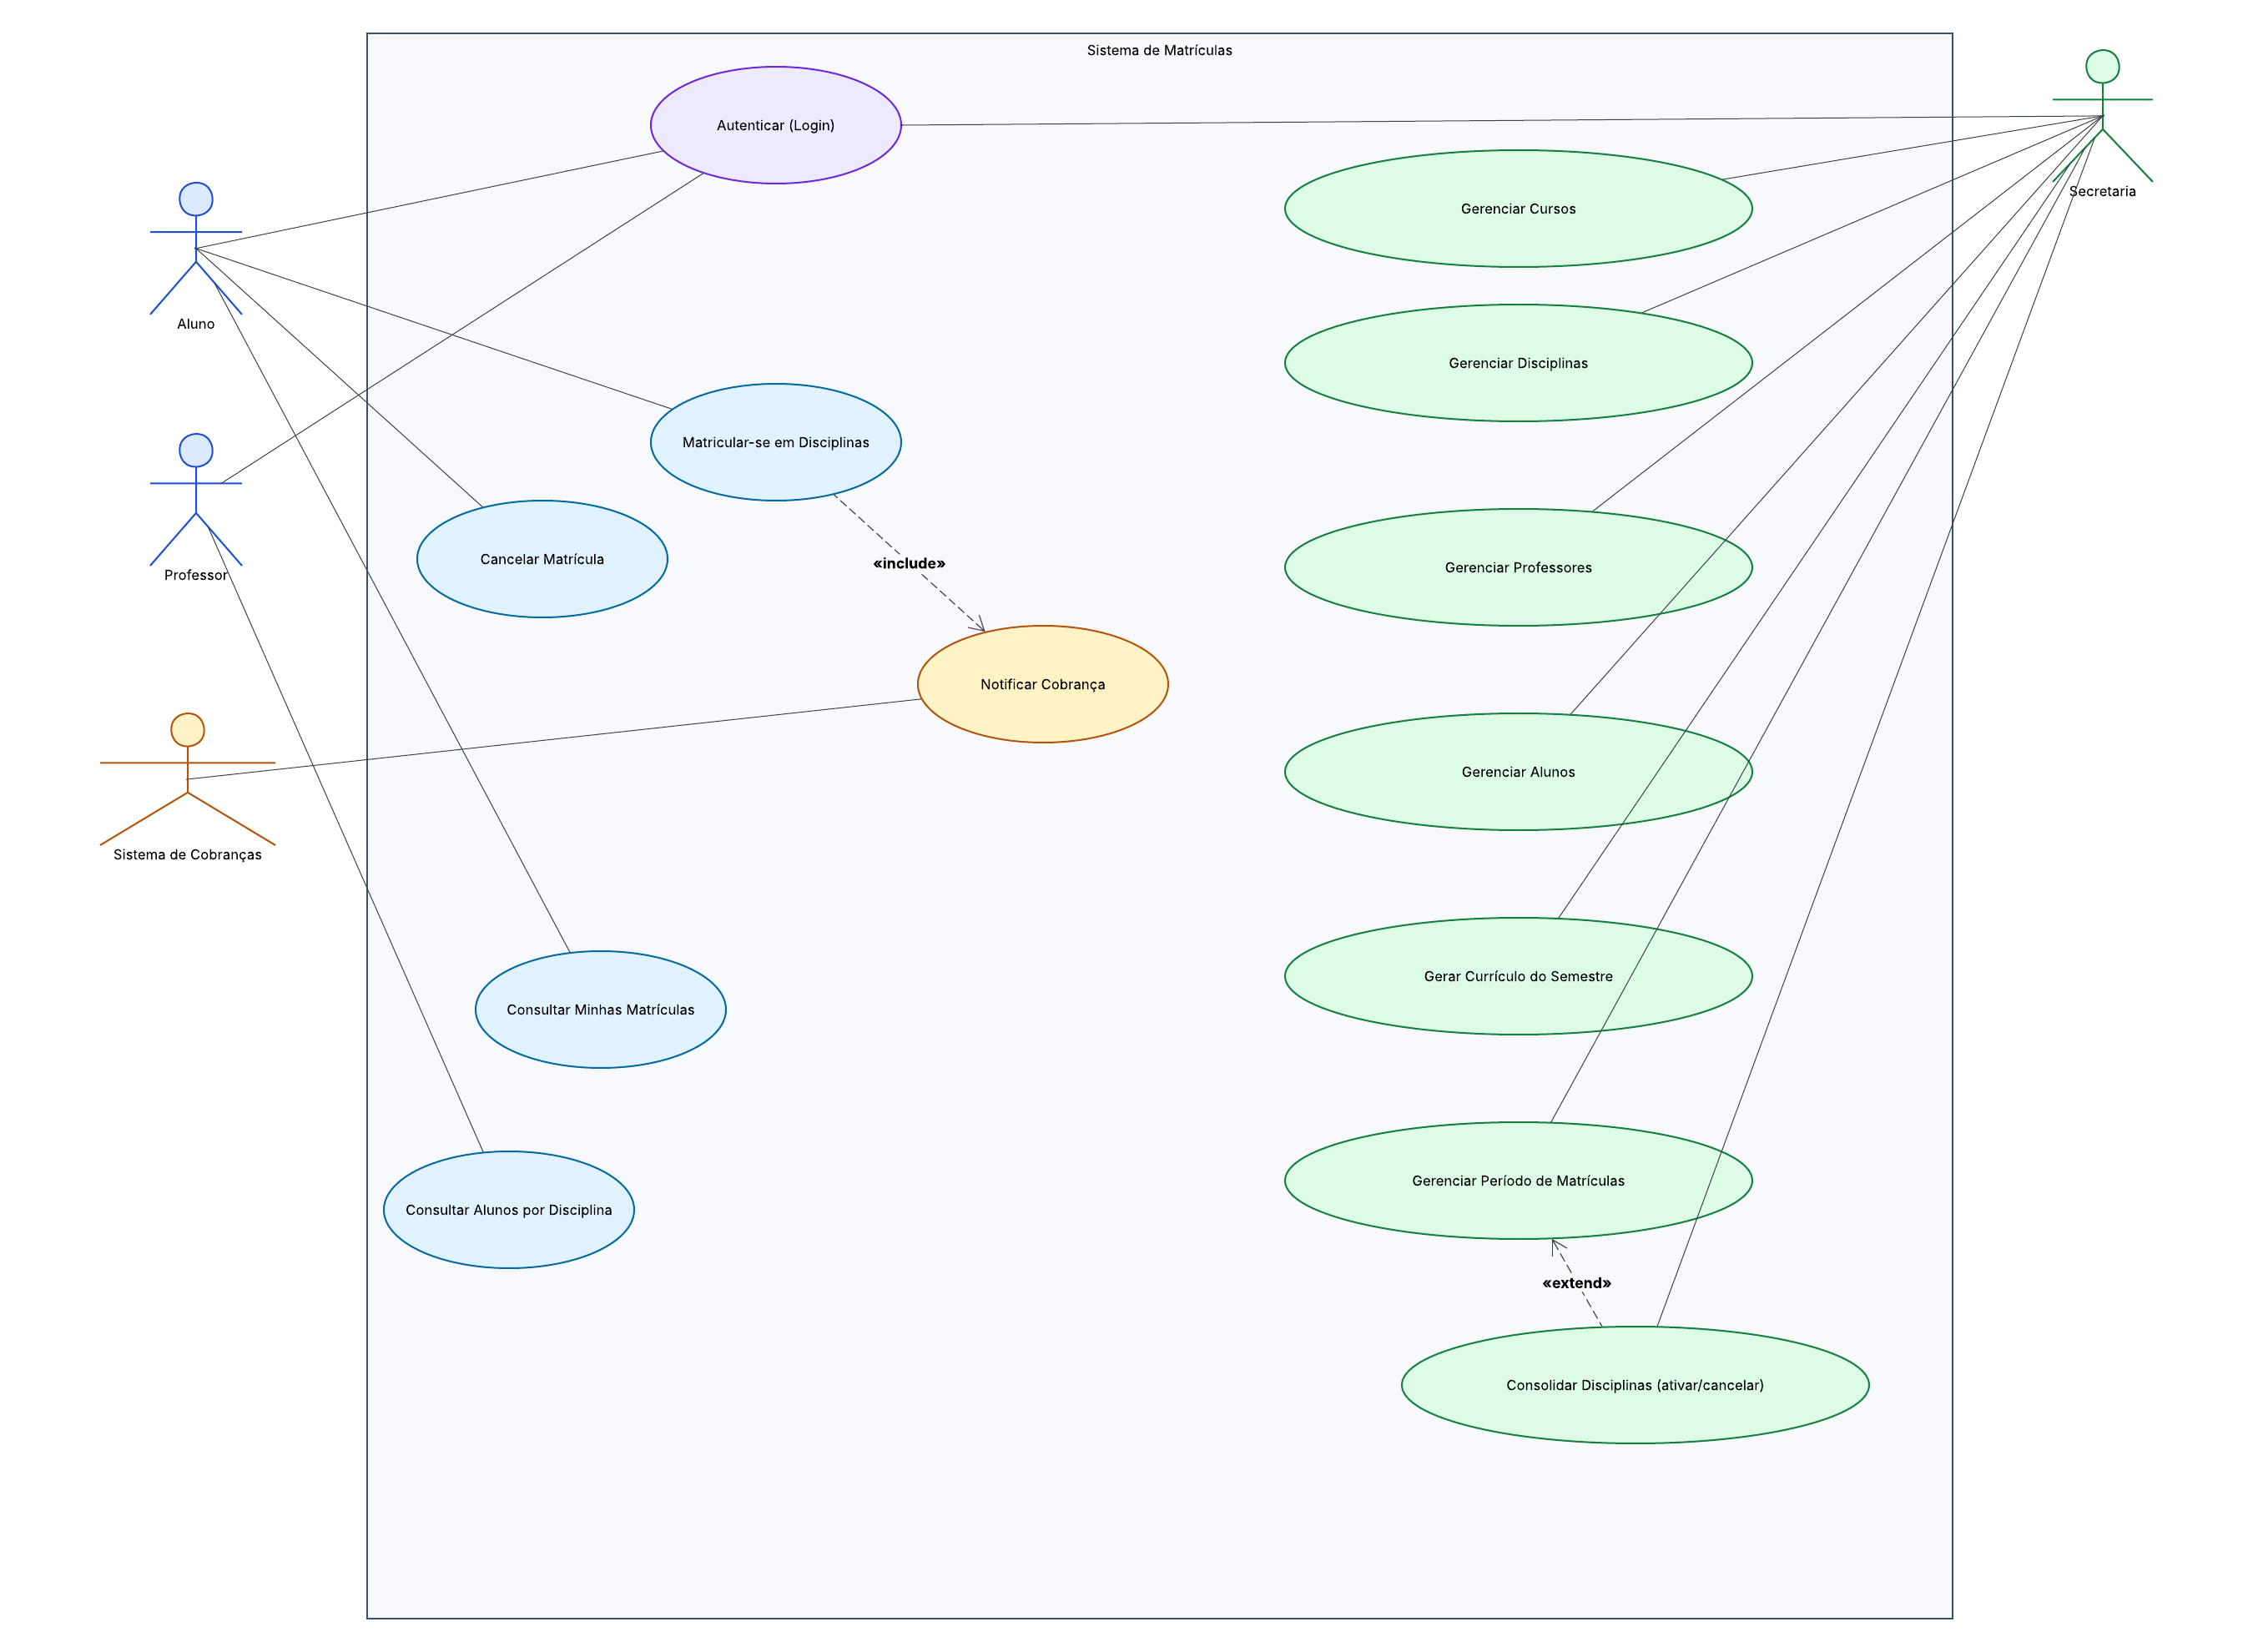 Sistema de Matrículas
Autenticar (Login)
Secretaria
Gerenciar Cursos
Aluno
Gerenciar Disciplinas
Matricular-se em Disciplinas
Cancelar Matrícula
«include»
Gerenciar Professores
Professor
Notificar Cobrança
Gerenciar Alunos
Sistema de Cobranças
Gerar Currículo do Semestre
Consultar Minhas Matrículas
Gerenciar Período de Matrículas
Consultar Alunos por Disciplina
«extend»
Consolidar Disciplinas (ativar/cancelar)